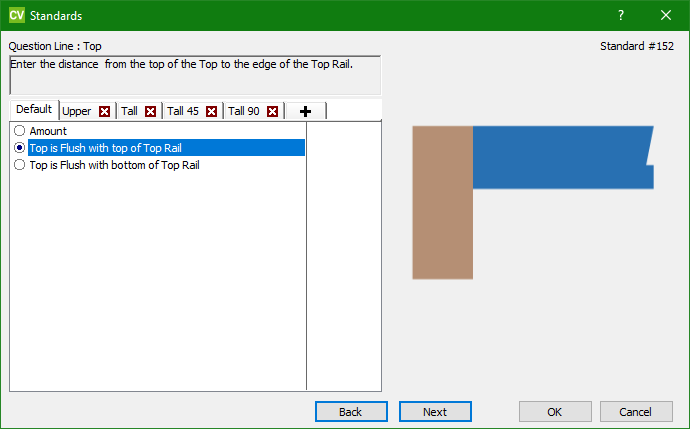 CV Standards ?
Question Line : Top Standard #152
Enter the distance  from the top of the Top to the edge of the Top Rail.
Default Upper Tall Tall 45 Tall 90
Amount
Top is Flush with top of Top Rail
Top is Flush with bottom of Top Rail
Back Next OK Cancel